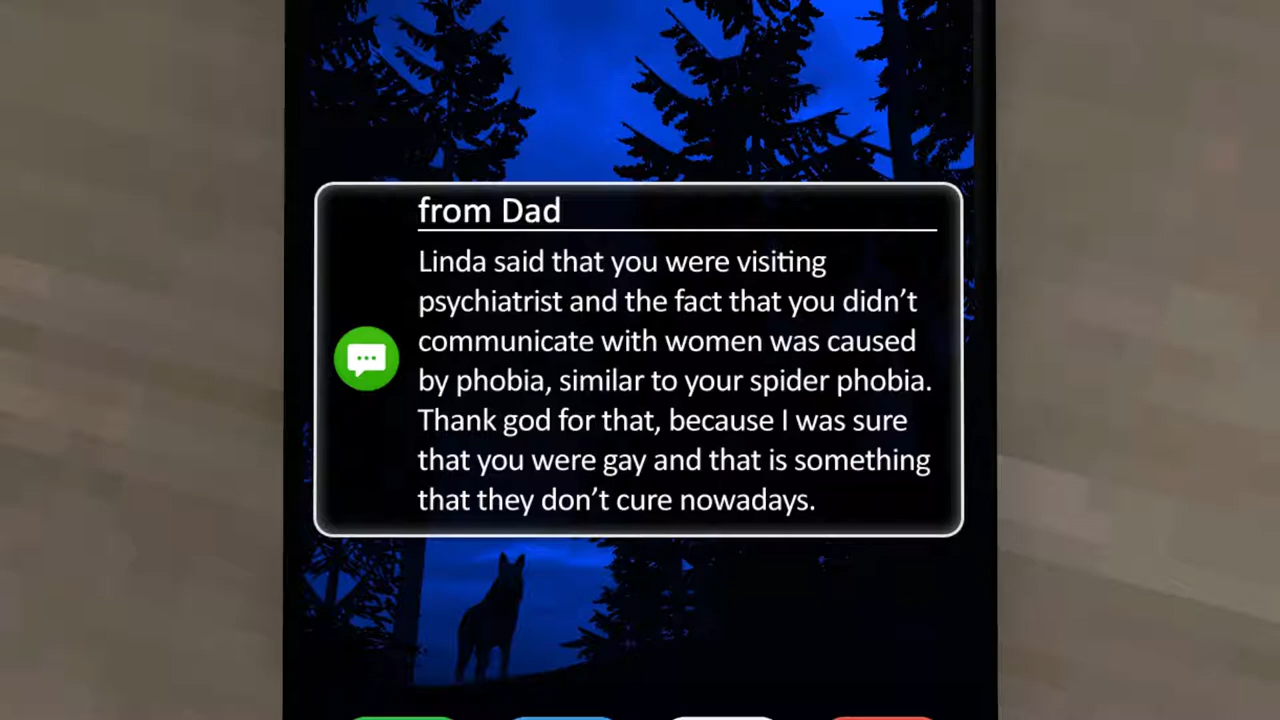 from Dad
Linda said that you were visiting
psychiatrist and the fact that you didn’t
communicate with women was caused
by phobia, similar to your spider phobia.
Thank god for that, because I was sure
that you were gay and that is something
that they don’t cure nowadays.